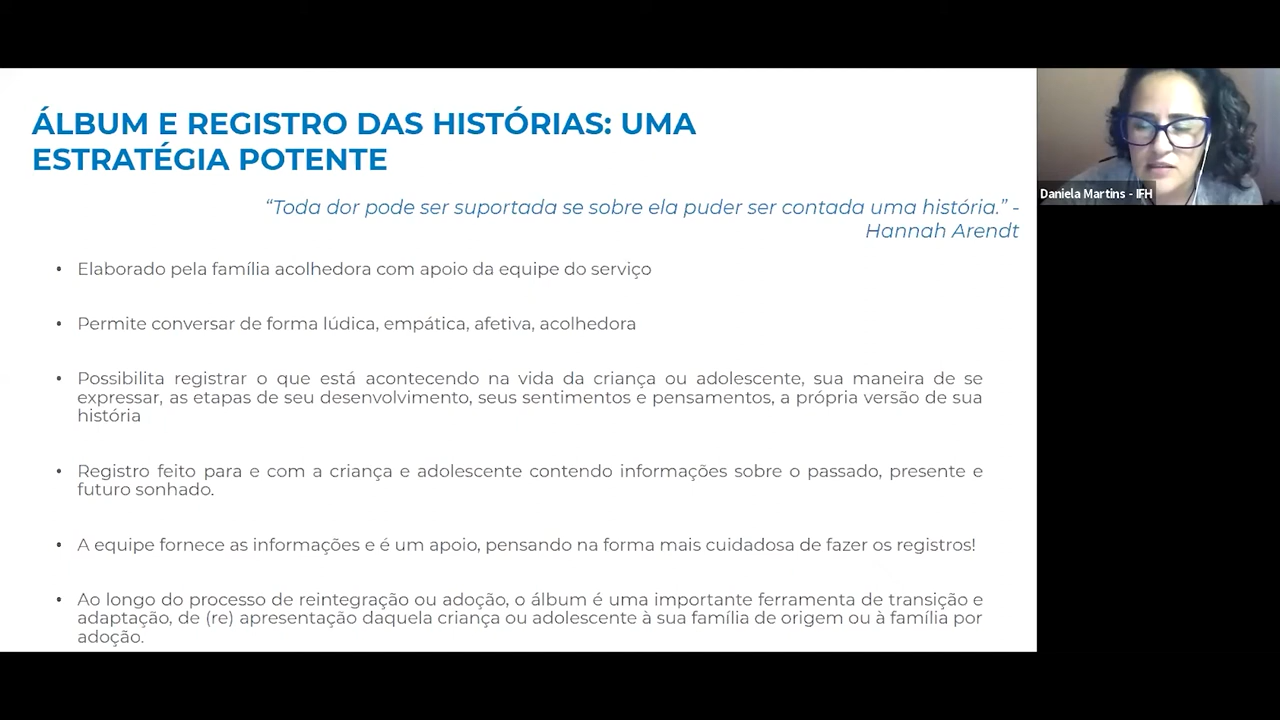 ÁLBUM E REGISTRO DAS HISTÓRIAS: UMA
ESTRATÉGIA POTENTE
“Toda dor pode ser suportada se sobre ela puder ser contada uma história.” -
Hannah Arendt
• Elaborado pela família acolhedora com apoio da equipe do serviço
• Permite conversar de forma lúdica, empática, afetiva, acolhedora
• Possibilita registrar o que está acontecendo na vida da criança ou adolescente, sua maneira de se
expressar, as etapas de seu desenvolvimento, seus sentimentos e pensamentos, a própria versão de sua
história
• Registro feito para e com a criança e adolescente contendo informações sobre o passado, presente e
futuro sonhado.
• A equipe fornece as informações e é um apoio, pensando na forma mais cuidadosa de fazer os registros!
• Ao longo do processo de reintegração ou adoção, o álbum é uma importante ferramenta de transição e
adaptação, de (re) apresentação daquela criança ou adolescente à sua família de origem ou à família por
adoção.
Daniela Martins - IFH